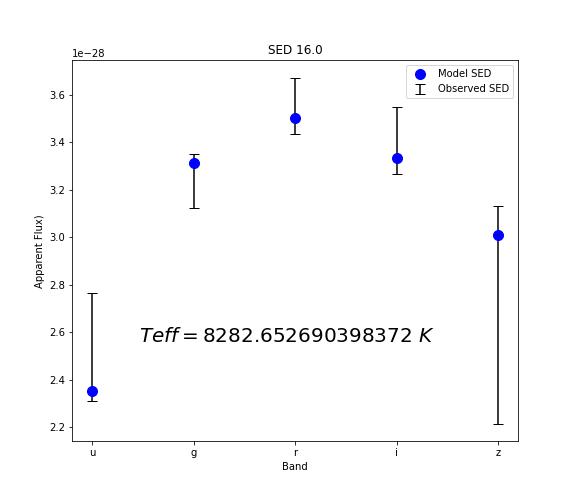 SED 16.0
1e−28
Model SED
Observed SED
3.6
3.4
3.2
3.0
2.8
2.6
2.4
2.2
Apparent Flux)
Teff = 8282.652690398372 K
u g r i z
Band